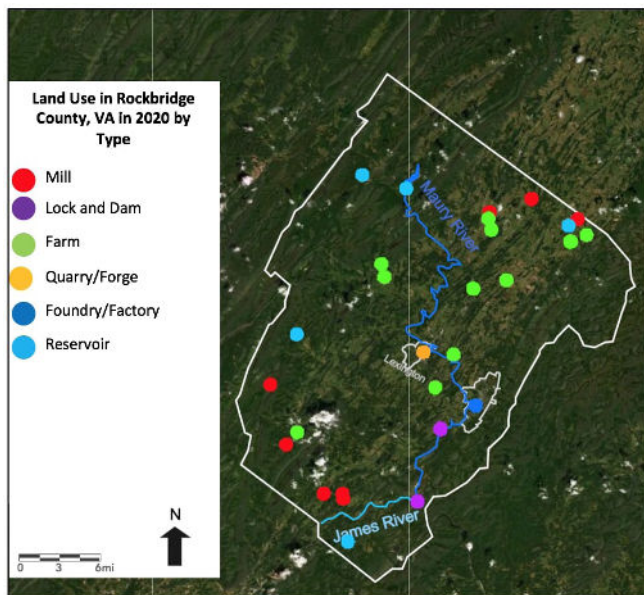 Land Use in Rockbridge
County, VA in 2020 by
Type
Mill
Lock and Dam
Farm
Quarry/Forge
Foundry/Factory
Reservoir
N
0 3 6mi
Maury River
Lexington
James River